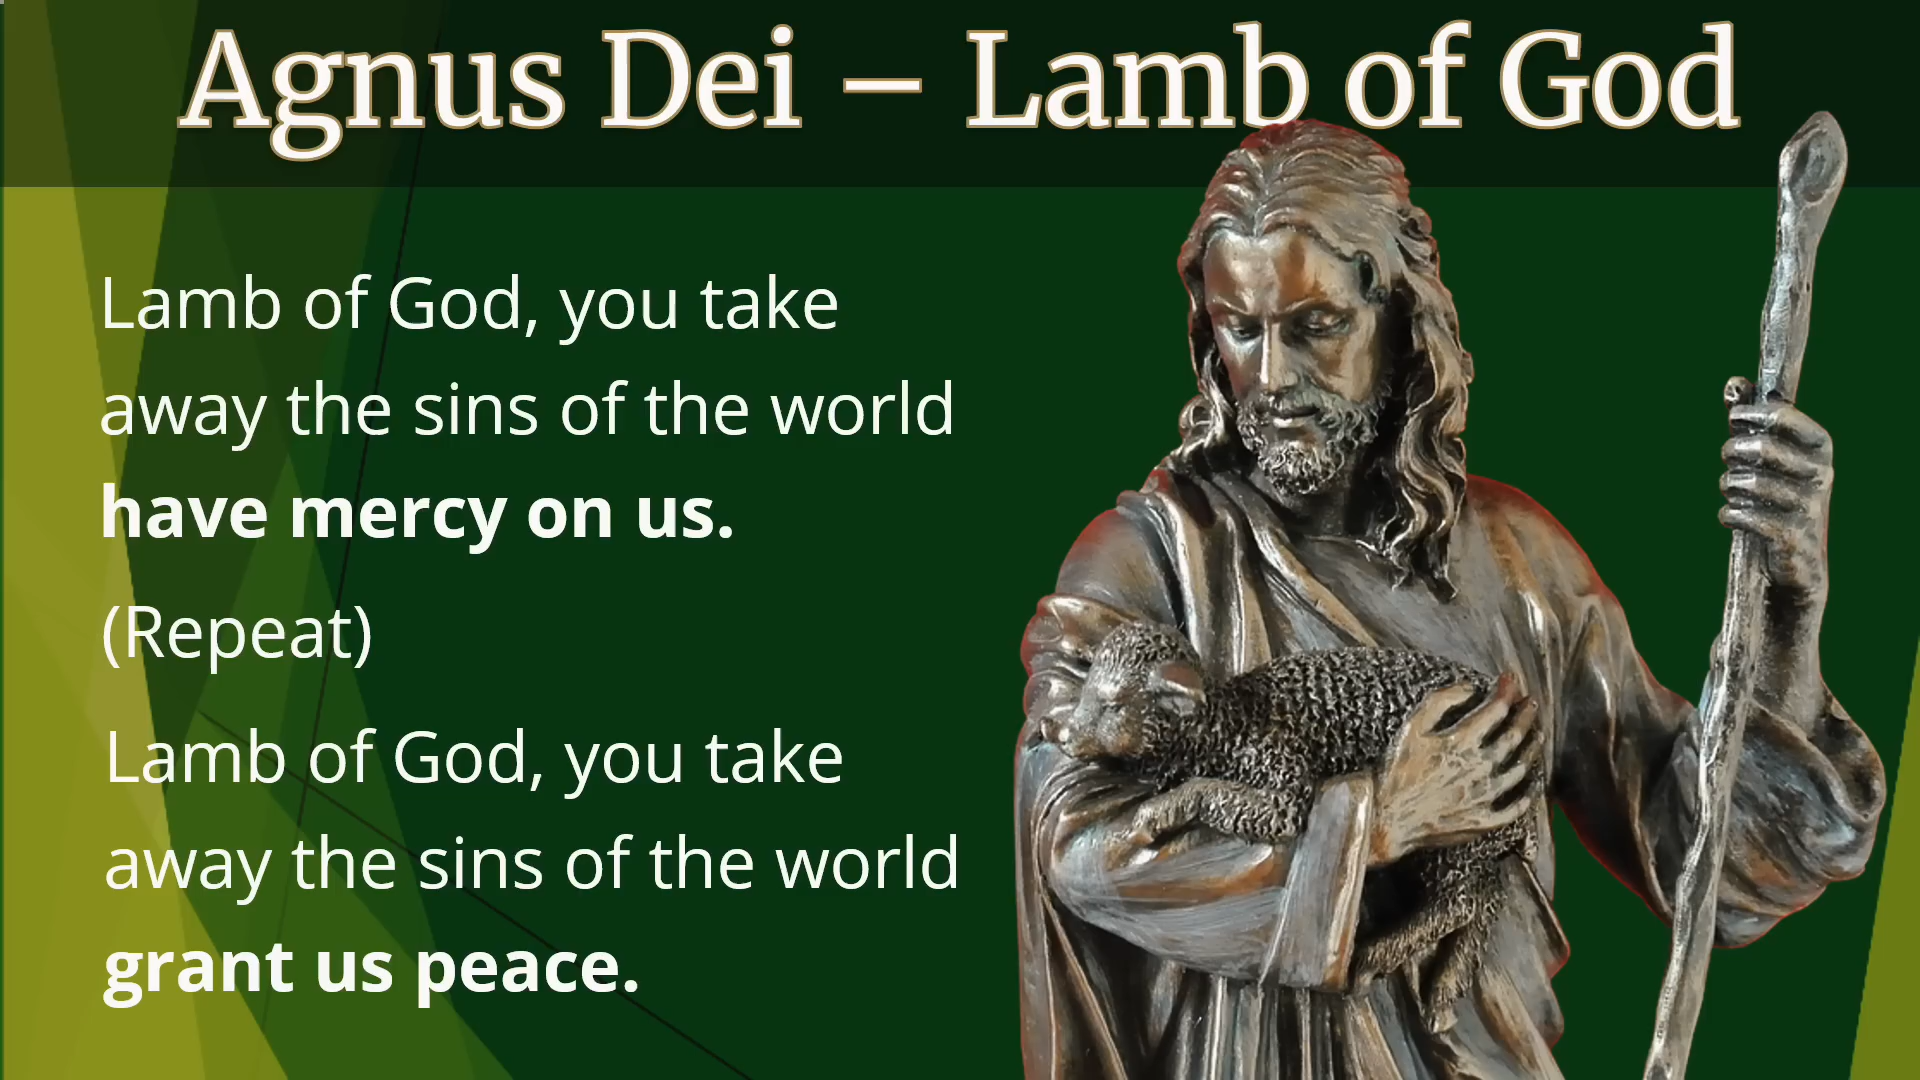 Agnus Dei – Lamb of God
Lamb of God, you take
away the sins of the world
have mercy on us.
(Repeat)
Lamb of God, you take
away the sins of the world
grant us peace.